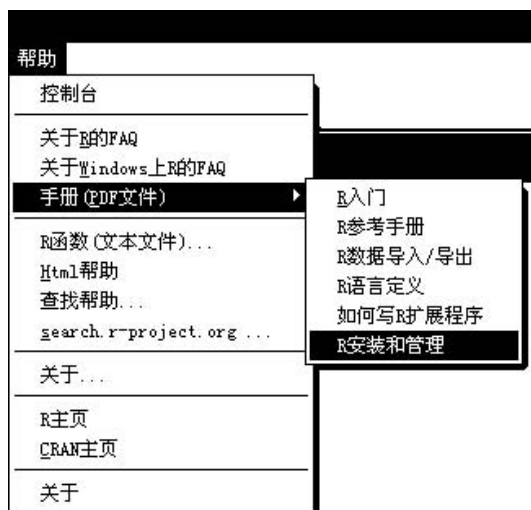 帮助
控制台
关于R的FAQ
关于Windows上R的FAQ
手册(PDF文件)
R入门
R参考手册
R数据导入/导出
R语言定义
如何写R扩展程序
R安装和管理
R函数(文本文件)...
Html帮助
查找帮助...
search.r-project.org ...
关于...
R主页
CRAN主页
关于